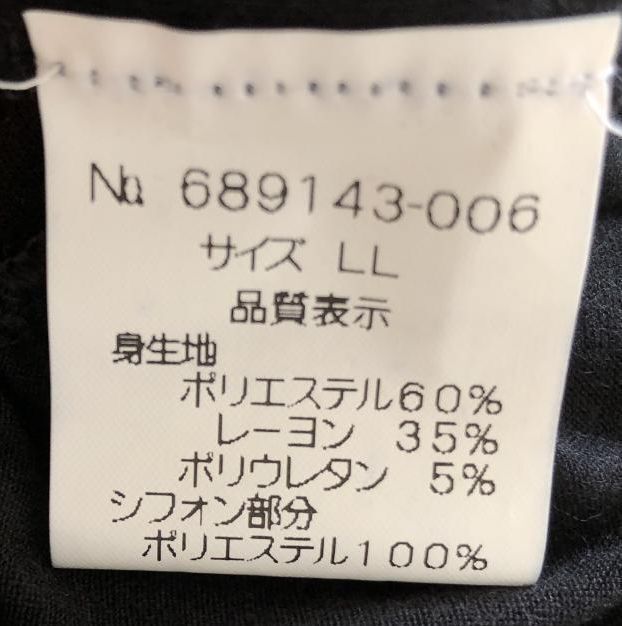 № 689143-006
サイズ LL
品質表示
身生地
ポリエステル60%
レーヨン 35%
ポリウレタン 5%
シフォン部分
ポリエステル100%